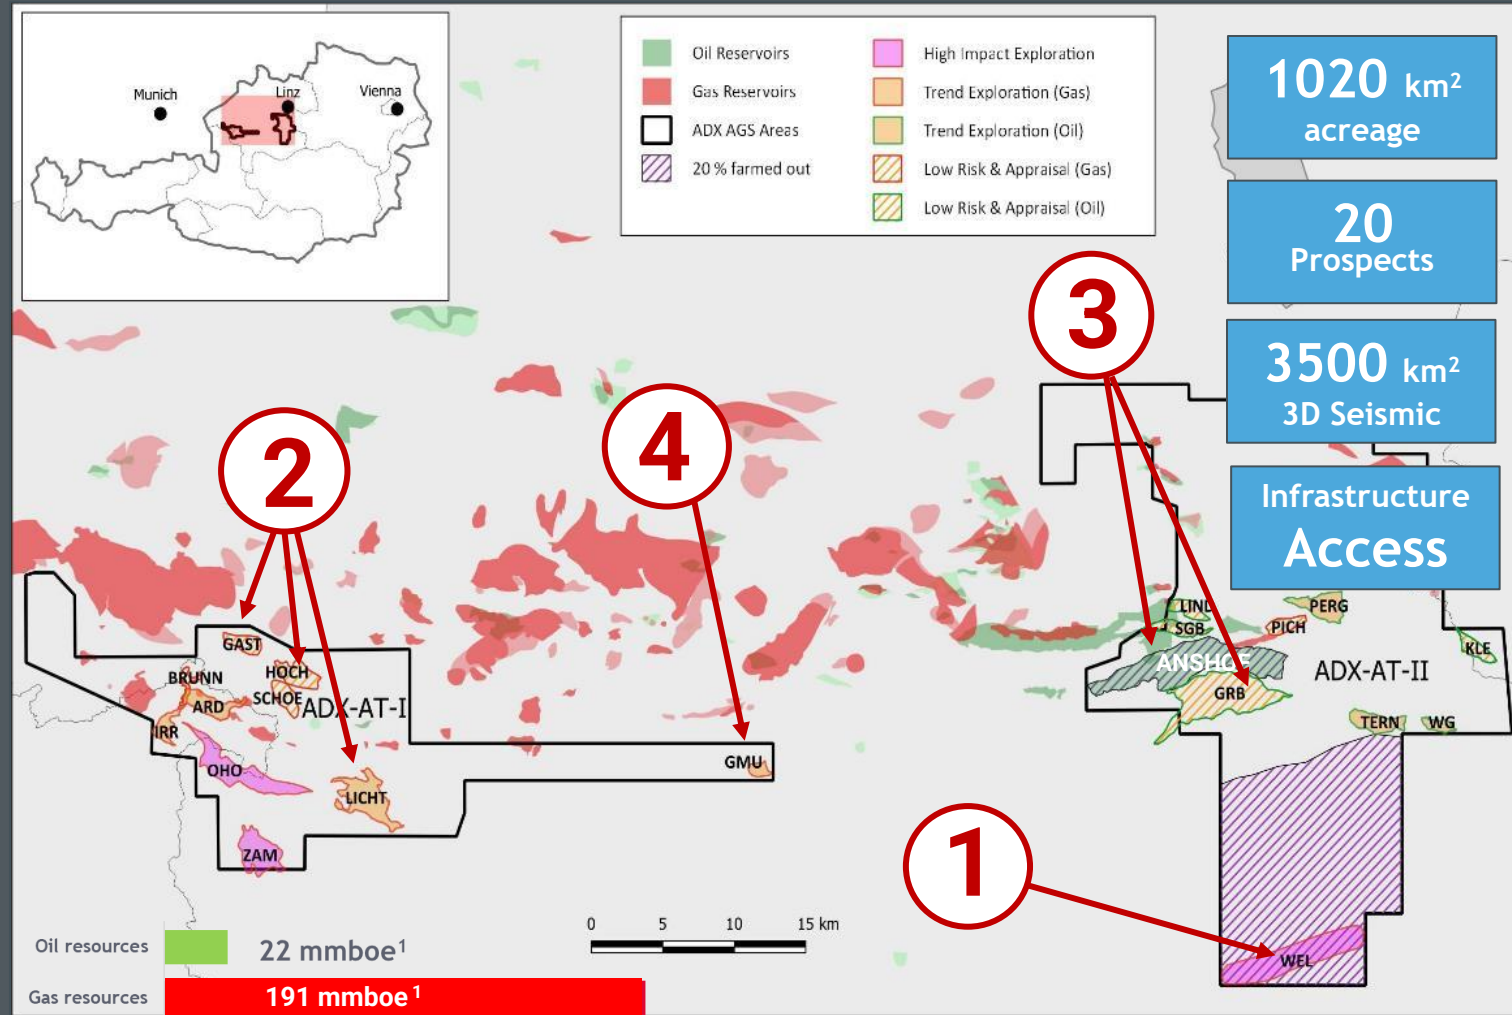 Munich
Linz
Vienna
Oil Reservoirs
Gas Reservoirs
ADX AGS Areas
20 % farmed out
High Impact Exploration
Trend Exploration (Gas)
Trend Exploration (Oil)
Low Risk & Appraisal (Gas)
Low Risk & Appraisal (Oil)
1020 km²
acreage
20
Prospects
3500 km²
3D Seismic
Infrastructure
Access
3
2
4
1
GAST
HOCH
BRUNN
SCHOE
ARD
ADX-AT-I
IRR
OHO
LICHT
ZAM
GMU
LIND
SGB
PERG
PICH
KLE
ANSHOF
ADX-AT-II
GRB
TERN
WG
WEL
0 5 10 15 km
Oil resources
22 mmboe¹
Gas resources
191 mmboe¹